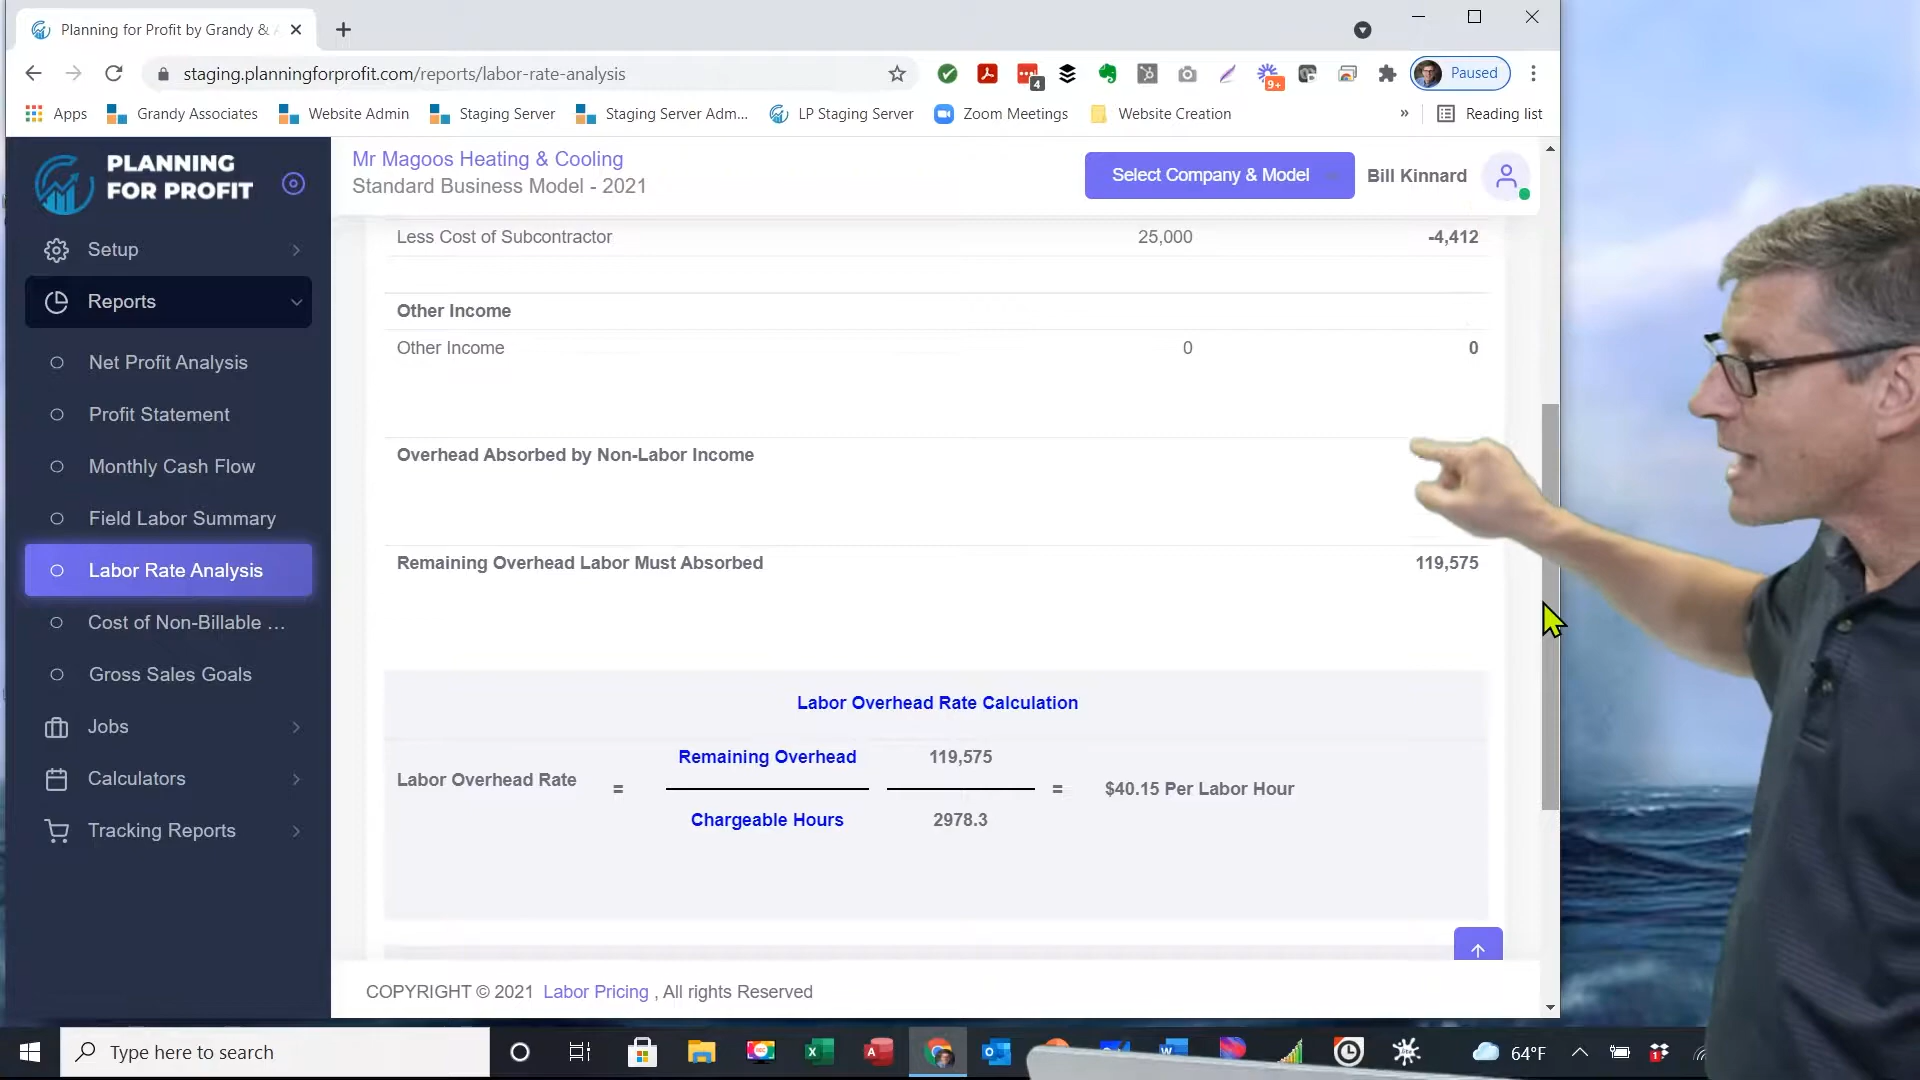 Planning for Profit by Grandy & A
staging.planningforprofit.com/reports/labor-rate-analysis
4
9+
Paused
Apps
Grandy Associates
Website Admin
Staging Server
Staging Server Adm...
LP Staging Server
Zoom Meetings
Website Creation
»
Reading list
PLANNING
FOR PROFIT
Mr Magoos Heating & Cooling
Standard Business Model - 2021
Select Company & Model
Bill Kinnard
Setup
Reports
Net Profit Analysis
Profit Statement
Monthly Cash Flow
Field Labor Summary
Labor Rate Analysis
Cost of Non-Billable ...
Gross Sales Goals
Jobs
Calculators
Tracking Reports
Less Cost of Subcontractor 25,000 -4,412
Other Income
Other Income 0 0
Overhead Absorbed by Non-Labor Income
Remaining Overhead Labor Must Absorbed 119,575
Labor Overhead Rate Calculation
Labor Overhead Rate = Remaining Overhead 119,575 = $40.15 Per Labor Hour
Chargeable Hours 2978.3
COPYRIGHT © 2021 Labor Pricing , All rights Reserved
Type here to search
64°F